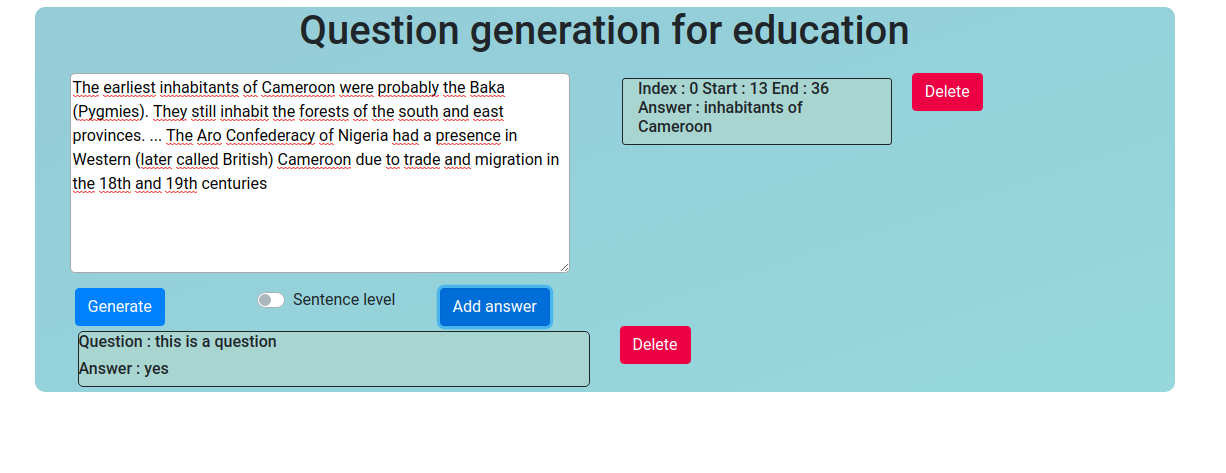 Question generation for education
The earliest inhabitants of Cameroon were probably the Baka
(Pygmies). They still inhabit the forests of the south and east
provinces. ... The Aro Confederacy of Nigeria had a presence in
Western (later called British) Cameroon due to trade and migration in
the 18th and 19th centuries
Index : 0 Start : 13 End : 36
Answer : inhabitants of
Cameroon
Delete
Generate
Sentence level
Add answer
Question : this is a question
Answer : yes
Delete